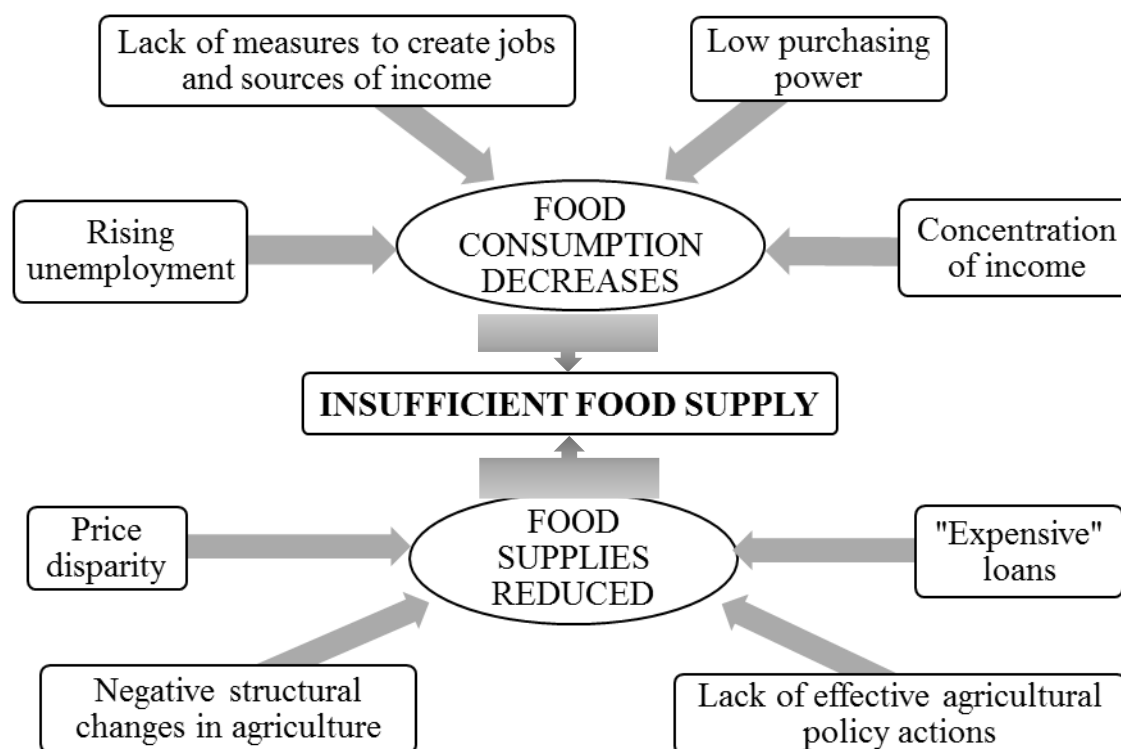 Lack of measures to create jobs
and sources of income
Low purchasing
power
Rising
unemployment
FOOD
CONSUMPTION
DECREASES
Concentration
of income
INSUFFICIENT FOOD SUPPLY
Price
disparity
FOOD
SUPPLIES
REDUCED
"Expensive"
loans
Negative structural
changes in agriculture
Lack of effective agricultural
policy actions